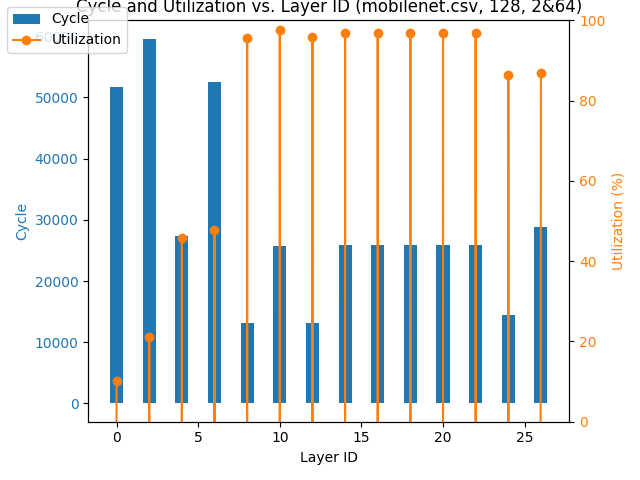 Cycle and Utilization vs. Layer ID (mobilenet.csv, 128, 2&64)
Cycle
Utilization
60000
50000
40000
30000
20000
10000
0
Cycle
100
80
60
40
20
0
Utilization (%)
0 5 10 15 20 25
Layer ID